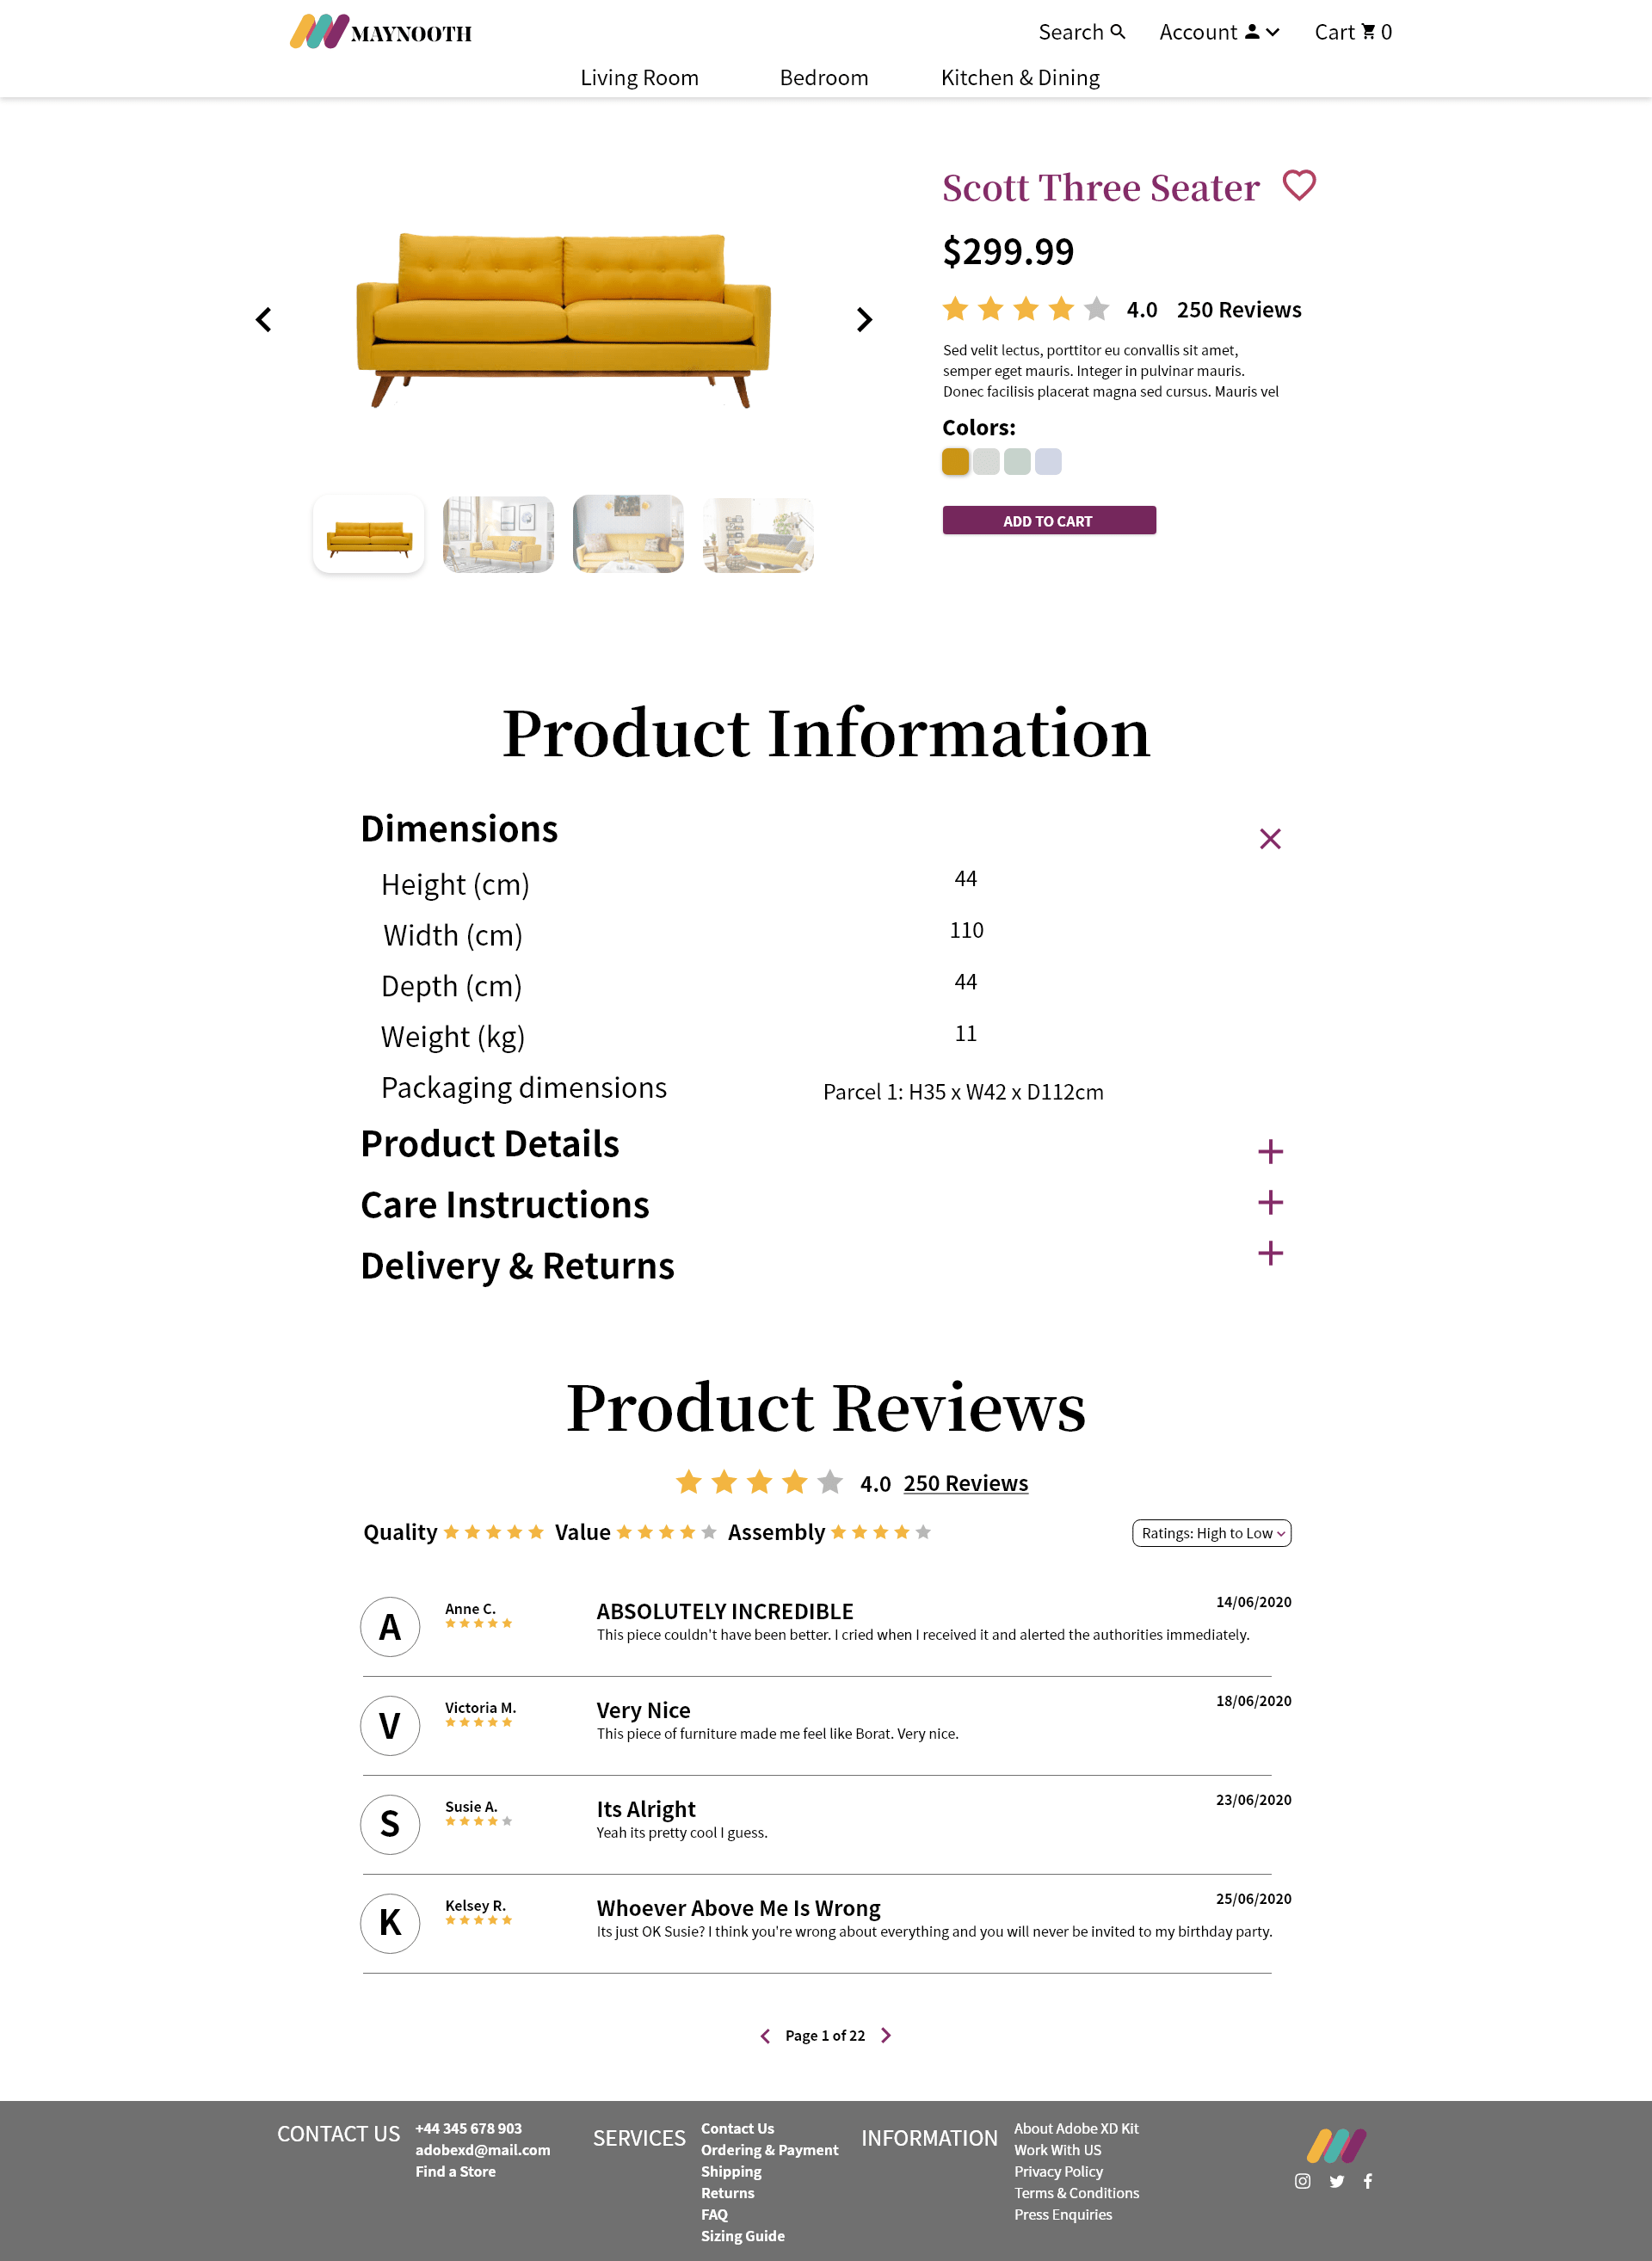 MAYNOOTH
Search
Account
Cart 0
Living Room
Bedroom
Kitchen & Dining
Scott Three Seater
$299.99
4.0 250 Reviews
Sed velit lectus, porttitor eu convallis sit amet,
semper eget mauris. Integer in pulvinar mauris.
Donec facilisis placerat magna sed cursus. Mauris vel
Colors:
ADD TO CART
Product Information
Dimensions
Height (cm) 44
Width (cm) 110
Depth (cm) 44
Weight (kg) 11
Packaging dimensions Parcel 1: H35 x W42 x D112cm
Product Details
Care Instructions
Delivery & Returns
Product Reviews
4.0 250 Reviews
Quality Value Assembly
Ratings: High to Low
A
Anne C.
ABSOLUTELY INCREDIBLE
14/06/2020
This piece couldn't have been better. I cried when I received it and alerted the authorities immediately.
V
Victoria M.
Very Nice
18/06/2020
This piece of furniture made me feel like Borat. Very nice.
S
Susie A.
Its Alright
23/06/2020
Yeah its pretty cool I guess.
K
Kelsey R.
Whoever Above Me Is Wrong
25/06/2020
Its just OK Susie? I think you're wrong about everything and you will never be invited to my birthday party.
Page 1 of 22
CONTACT US
+44 345 678 903
adobexd@mail.com
Find a Store
SERVICES
Contact Us
Ordering & Payment
Shipping
Returns
FAQ
Sizing Guide
INFORMATION
About Adobe XD Kit
Work With US
Privacy Policy
Terms & Conditions
Press Enquiries